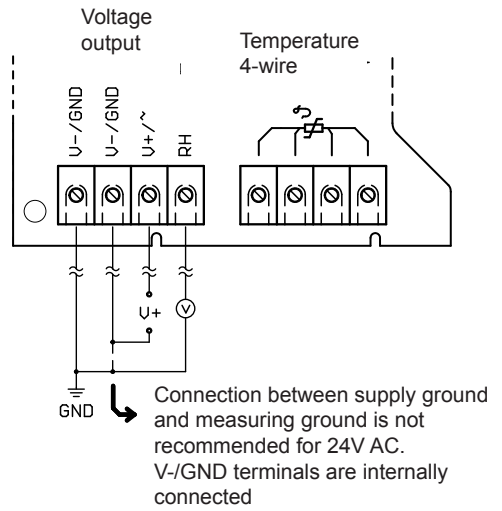 Voltage
output
Temperature
4-wire
V-/GND
V-/GND
V+/~
RH
V+
V
GND
Connection between supply ground
and measuring ground is not
recommended for 24V AC.
V-/GND terminals are internally
connected